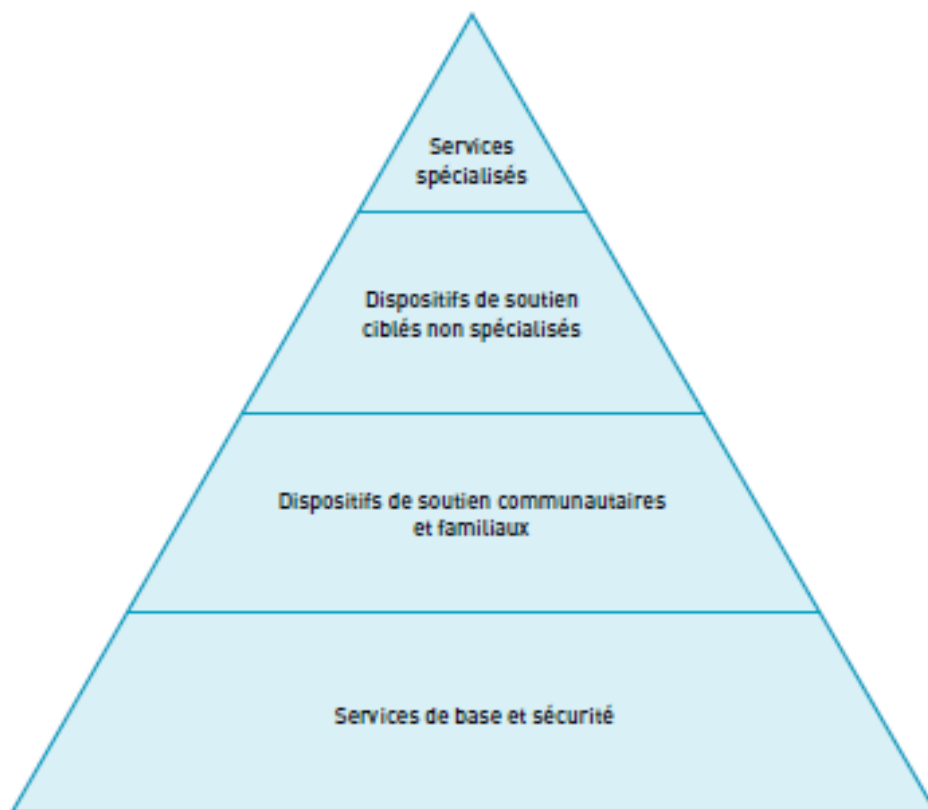 Services
spécialisés
Dispositifs de soutien
ciblés non spécialisés
Dispositifs de soutien communautaires
et familiaux
Services de base et sécurité